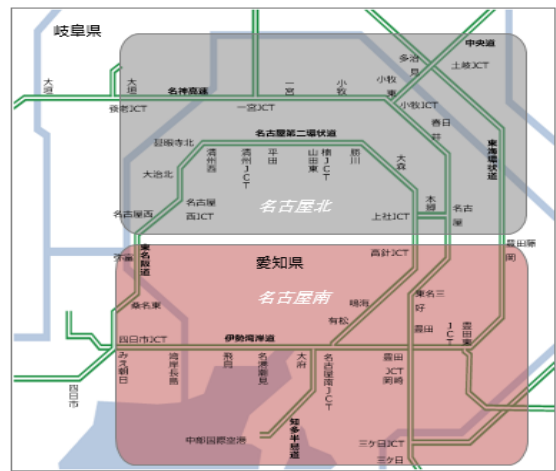 岐阜県
中央道
多治見
土岐JCT
大垣
大垣
名神高速
一宮
小牧
小牧東
養老JCT
一宮JCT
小牧JCT
春日井
名古屋第二環状道
東海環状道
甚目寺北
清州西
清州JCT
平田
山田東
楠JCT
勝川
大森
大治北
本郷
名古屋
名古屋西
名古屋西JCT
名古屋北
上社JCT
豊田藤岡
弥富
東名阪道
愛知県
高針JCT
名古屋南
鳴海
東名三好
桑名東
有松
豊田
JCT
豊田東
四日市JCT
伊勢湾岸道
みえ朝日
湾岸長島
飛島
名港潮見
大府
名古屋南JCT
豊田JCT
岡崎
四日市
知多半島道
中部国際空港
三ケ日JCT
三ケ日